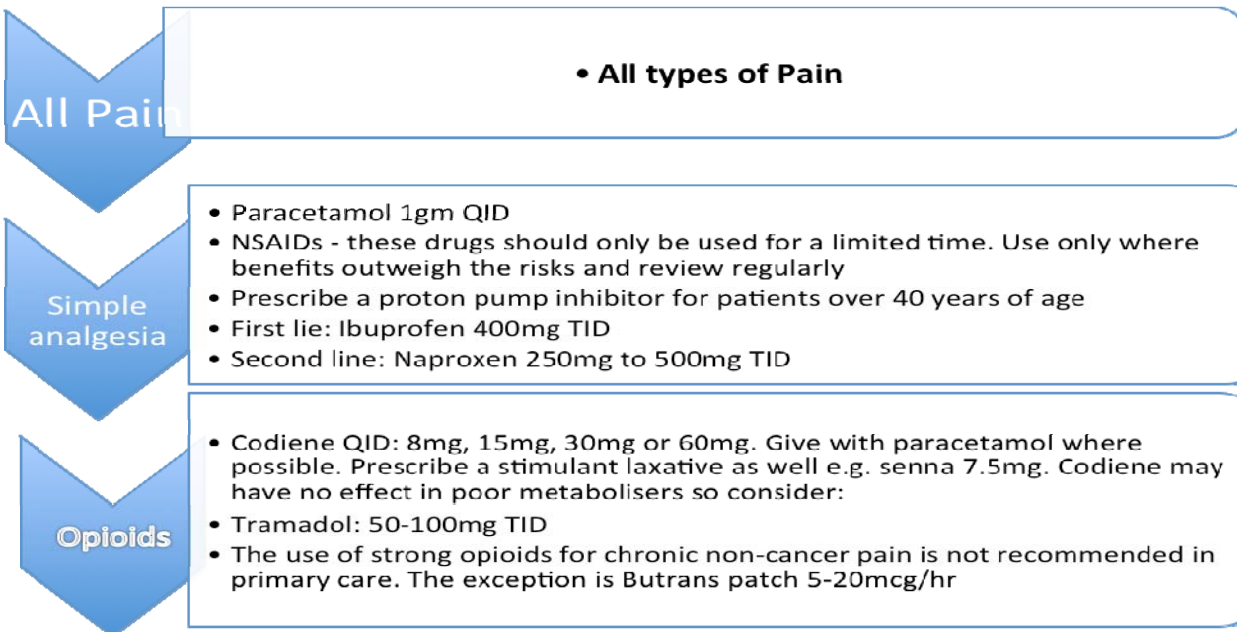 All Pain
• All types of Pain
Simple
analgesia
• Paracetamol 1gm QID
• NSAIDs - these drugs should only be used for a limited time. Use only where
benefits outweigh the risks and review regularly
• Prescribe a proton pump inhibitor for patients over 40 years of age
• First lie: Ibuprofen 400mg TID
• Second line: Naproxen 250mg to 500mg TID
Opioids
• Codiene QID: 8mg, 15mg, 30mg or 60mg. Give with paracetamol where
possible. Prescribe a stimulant laxative as well e.g. senna 7.5mg. Codiene may
have no effect in poor metabolisers so consider:
• Tramadol: 50-100mg TID
• The use of strong opioids for chronic non-cancer pain is not recommended in
primary care. The exception is Butrans patch 5-20mcg/hr